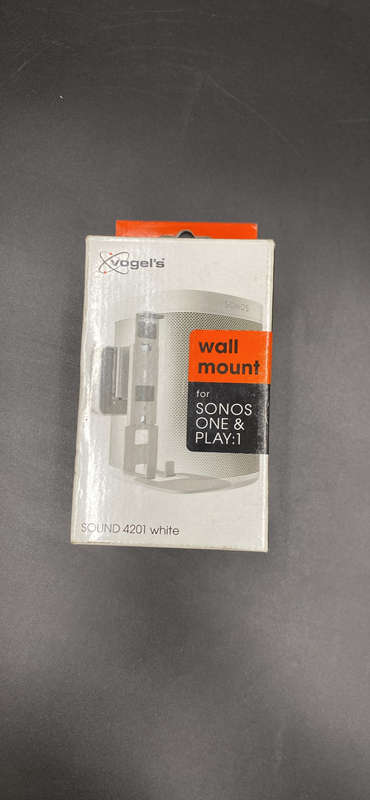 vogel's
SONOS
wall
mount
for
SONOS
ONE &
PLAY:1
SOUND 4201 white